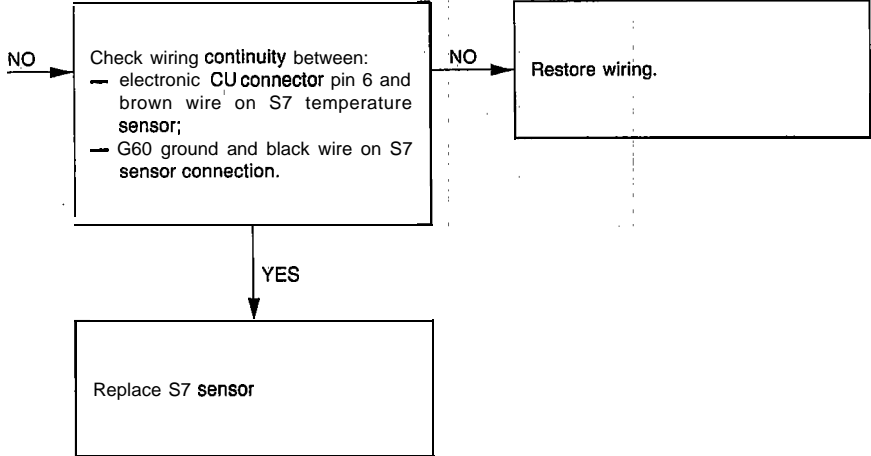 NO
Check wiring continuity between:
— electronic CU connector pin 6 and
brown wire on S7 temperature
sensor;
— G60 ground and black wire on S7
sensor connection.
NO
Restore wiring.
YES
Replace S7 sensor